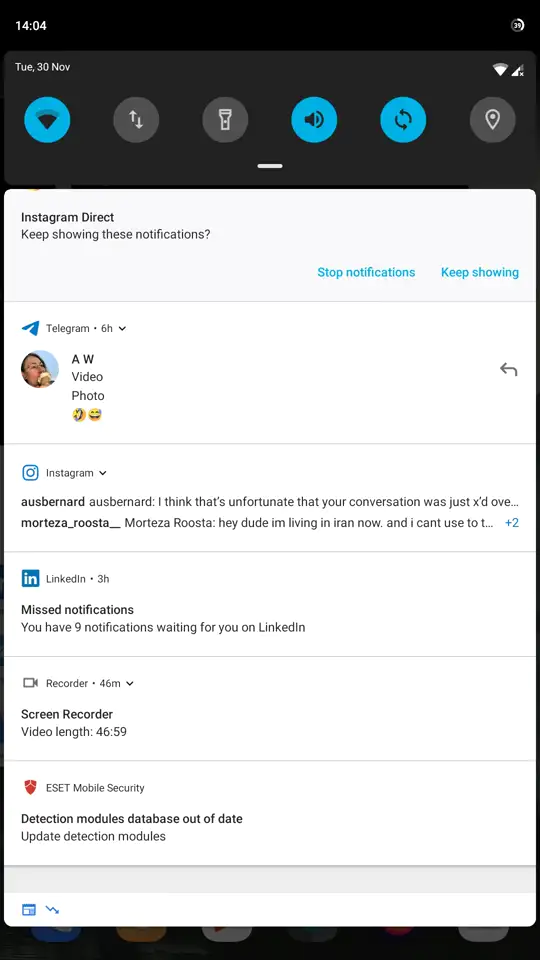 14:04
39
Tue, 30 Nov
Instagram Direct
Keep showing these notifications?
Stop notifications Keep showing
Telegram • 6h
A W
Video
Photo
🤣😅
Instagram
ausbernard ausbernard: I think that's unfortunate that your conversation was just x'd ove...
morteza_roosta__ Morteza Roosta: hey dude im living in iran now. and i cant use to t... +2
LinkedIn • 3h
Missed notifications
You have 9 notifications waiting for you on LinkedIn
Recorder • 46m
Screen Recorder
Video length: 46:59
ESET Mobile Security
Detection modules database out of date
Update detection modules